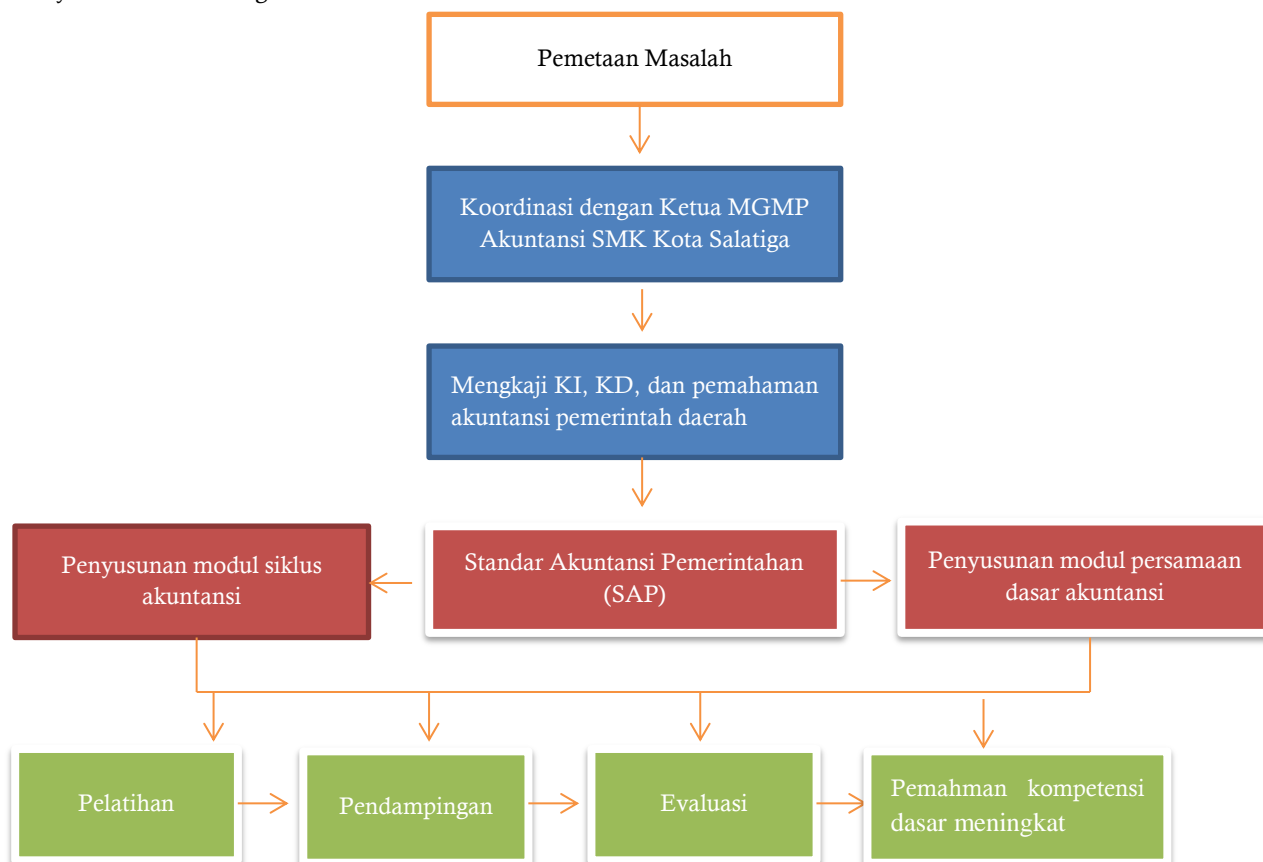 Pemetaan Masalah
Koordinasi dengan Ketua MGMP
Akuntansi SMK Kota Salatiga
Mengkaji KI, KD, dan pemahaman
akuntansi pemerintah daerah
Penyusunan modul siklus
akuntansi
Standar Akuntansi Pemerintahan
(SAP)
Penyusunan modul persamaan
dasar akuntansi
Pelatihan
Pendampingan
Evaluasi
Pemahman kompetensi
dasar meningkat